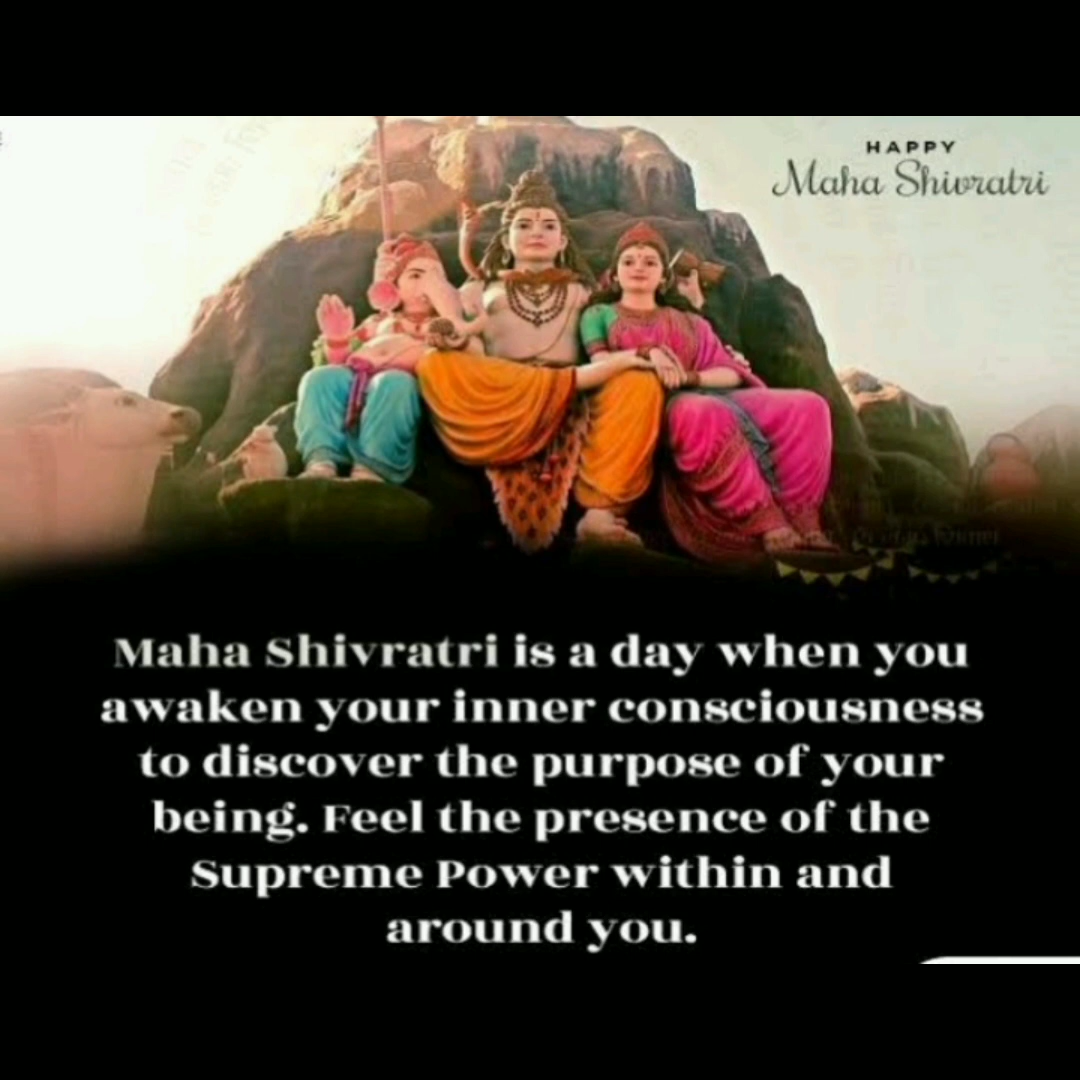 HAPPY
Maha Shivratri
Maha Shivratri is a day when you
awaken your inner consciousness
to discover the purpose of your
being. Feel the presence of the
Supreme Power within and
around you.